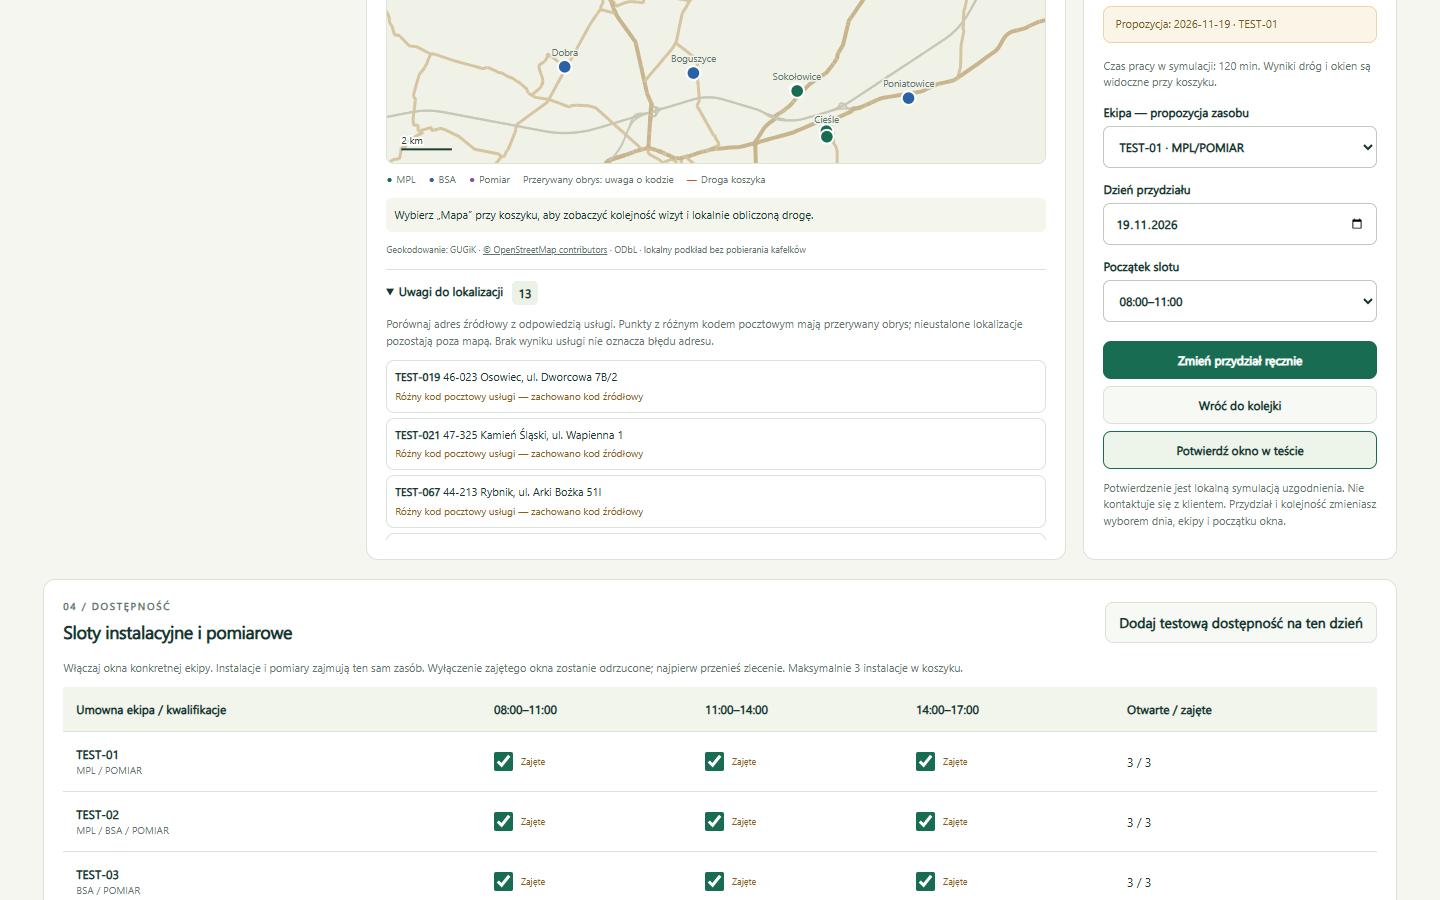 Dobra
Boguszyce
Sokołowice
Poniatowice
Cieśle
2 km
MPL
BSA
Pomiar
Przerywany obrys: uwaga o kodzie
Droga koszyka
Wybierz „Mapa” przy koszyku, aby zobaczyć kolejność wizyt i lokalnie obliczoną drogę.
Geokodowanie: GUGiK · © OpenStreetMap contributors · ODbL · lokalny podkład bez pobierania kafelków
▼ Uwagi do lokalizacji 13
Porównaj adres źródłowy z odpowiedzią usługi. Punkty z różnym kodem pocztowym mają przerywany obrys; nieustalone lokalizacje
pozostają poza mapą. Brak wyniku usługi nie oznacza błędu adresu.
TEST-019 46-023 Osowiec, ul. Dworcowa 7B/2
Różny kod pocztowy usługi — zachowano kod źródłowy
TEST-021 47-325 Kamień Śląski, ul. Wapienna 1
Różny kod pocztowy usługi — zachowano kod źródłowy
TEST-067 44-213 Rybnik, ul. Arki Bożka 51I
Różny kod pocztowy usługi — zachowano kod źródłowy
Propozycja: 2026-11-19 · TEST-01
Czas pracy w symulacji: 120 min. Wyniki dróg i okien są
widoczne przy koszyku.
Ekipa — propozycja zasobu
TEST-01 · MPL/POMIAR
Dzień przydziału
19.11.2026
Początek slotu
08:00–11:00
Zmień przydział ręcznie
Wróć do kolejki
Potwierdź okno w teście
Potwierdzenie jest lokalną symulacją uzgodnienia. Nie
kontaktuje się z klientem. Przydział i kolejność zmieniasz
wyborem dnia, ekipy i początku okna.
04 / DOSTĘPNOŚĆ
Sloty instalacyjne i pomiarowe
Dodaj testową dostępność na ten dzień
Włączaj okna konkretnej ekipy. Instalacje i pomiary zajmują ten sam zasób. Wyłączenie zajętego okna zostanie odrzucone; najpierw przenieś zlecenie. Maksymalnie 3 instalacje w koszyku.
Umowna ekipa / kwalifikacje 08:00–11:00 11:00–14:00 14:00–17:00 Otwarte / zajęte
TEST-01
MPL / POMIAR
Zajęte Zajęte Zajęte 3 / 3
TEST-02
MPL / BSA / POMIAR
Zajęte Zajęte Zajęte 3 / 3
TEST-03
BSA / POMIAR
Zajęte Zajęte Zajęte 3 / 3